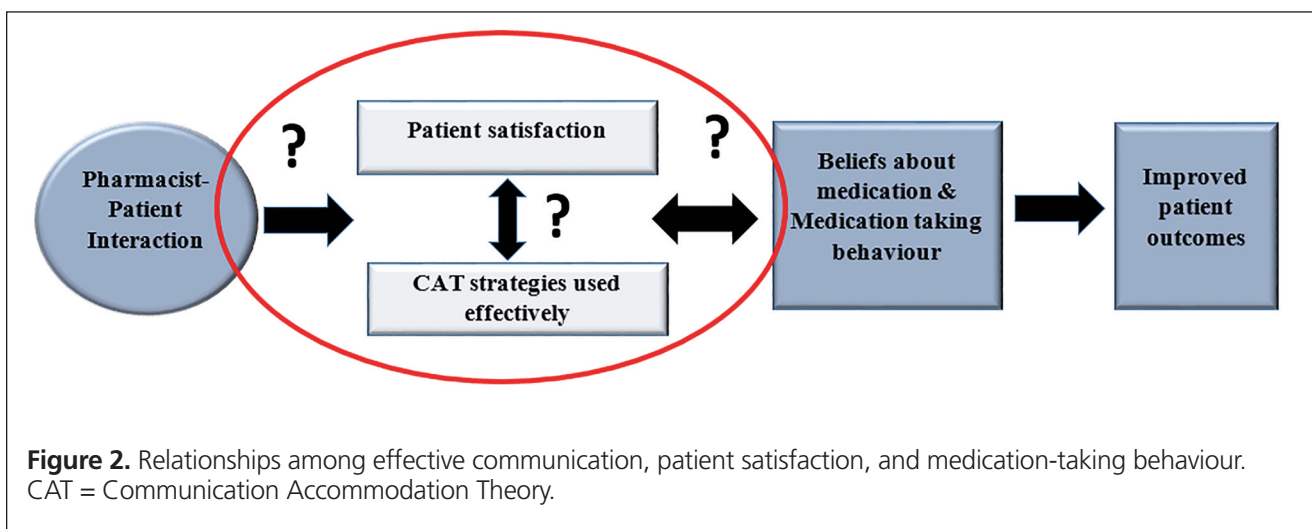 Pharmacist-
Patient
Interaction
?
Patient satisfaction
?
CAT strategies used
effectively
?
Beliefs about
medication &
Medication taking
behaviour
Improved
patient
outcomes
Figure 2. Relationships among effective communication, patient satisfaction, and medication-taking behaviour.
CAT = Communication Accommodation Theory.